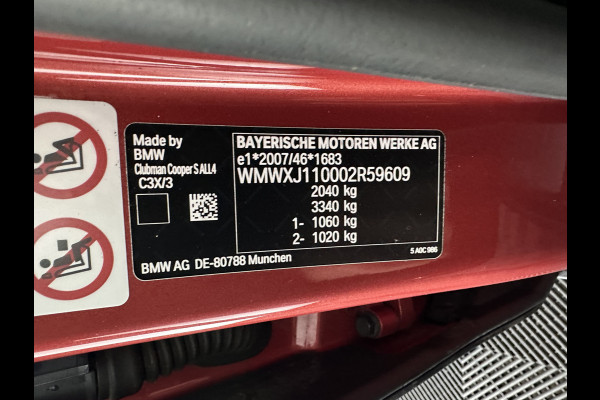 Made by
BMW
Clubman Cooper S ALL4
C3X/3
BAYERISCHE MOTOREN WERKE AG
e1*2007/46*1683
WMWXJ110002R59609
2040 kg
3340 kg
1- 1060 kg
2- 1020 kg
5 A0C 9B6
BMW AG DE-80788 Munchen